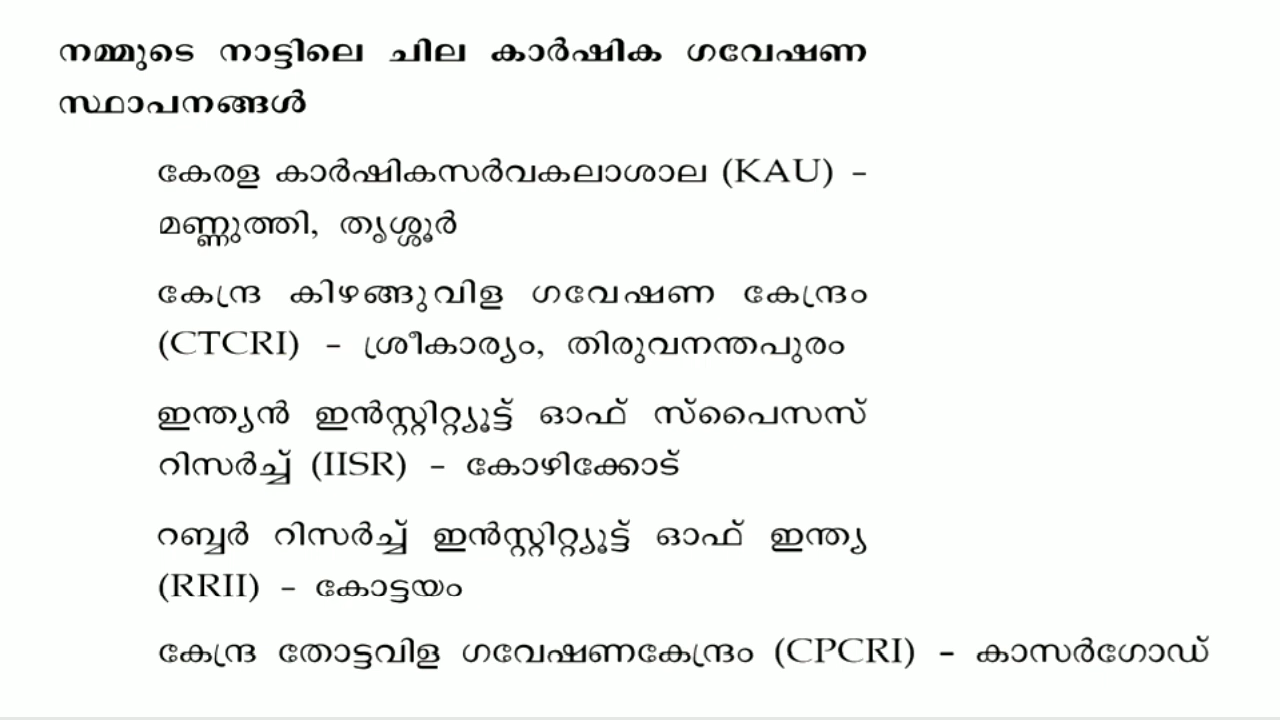 നമ്മുടെ നാട്ടിലെ ചില കാർഷിക ഗവേഷണ
സ്ഥാപനങ്ങൾ
കേരള കാർഷികസർവകലാശാല (KAU) –
മണ്ണുത്തി, തൃശ്ശൂർ
കേന്ദ്ര കിഴങ്ങുവിള ഗവേഷണ കേന്ദ്രം
(CTCRI) – ശ്രീകാര്യം, തിരുവനന്തപുരം
ഇന്ത്യൻ ഇൻസ്റ്റിറ്റ്യൂട്ട് ഓഫ് സ്പൈസസ്
റിസർച്ച് (IISR) – കോഴിക്കോട്
റബ്ബർ റിസർച്ച് ഇൻസ്റ്റിറ്റ്യൂട്ട് ഓഫ് ഇന്ത്യ
(RRII) – കോട്ടയം
കേന്ദ്ര തോട്ടവിള ഗവേഷണകേന്ദ്രം (CPCRI) – കാസർഗോഡ്